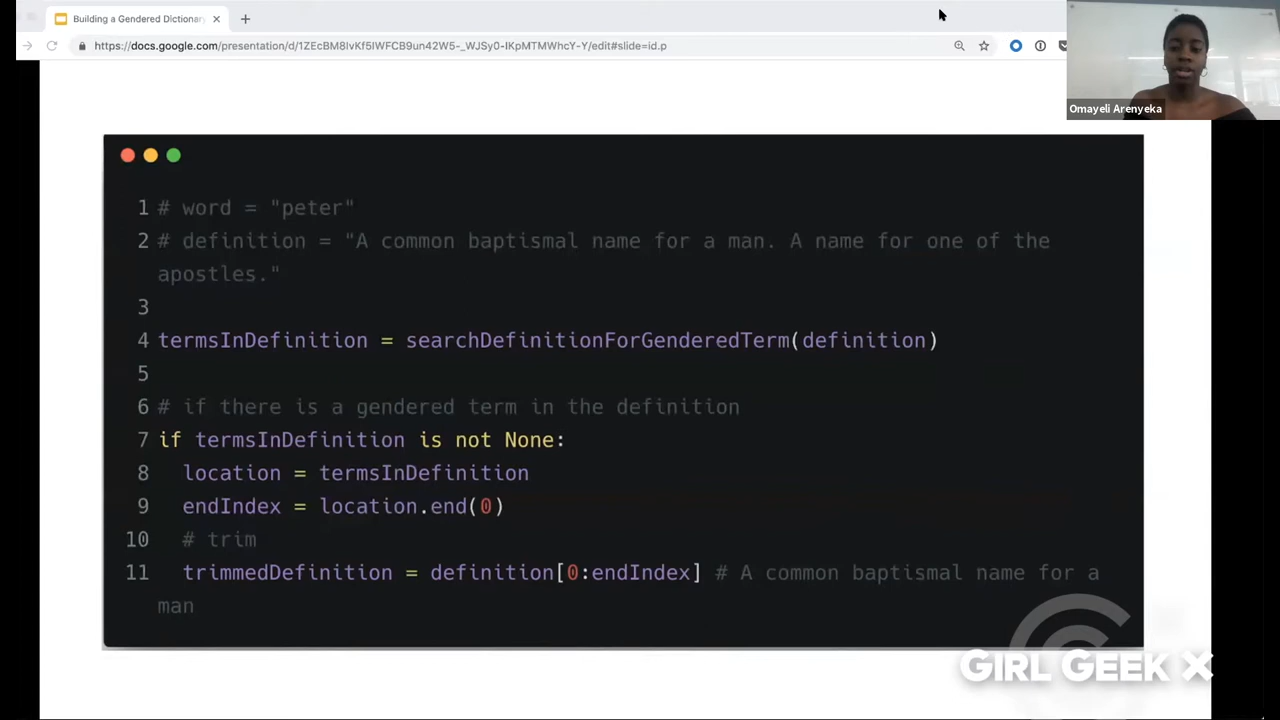 Building a Gendered Dictionary
https://docs.google.com/presentation/d/1ZEcBM8IvKf5IWFCB9un42W5-_WJSy0-IKpMTMWhcY-Y/edit#slide=id.p
Omayeli Arenyeka
1 # word = "peter"
2 # definition = "A common baptismal name for a man. A name for one of the
apostles."
3
4 termsInDefinition = searchDefinitionForGenderedTerm(definition)
5
6 # if there is a gendered term in the definition
7 if termsInDefinition is not None:
8 location = termsInDefinition
9 endIndex = location.end(0)
10 # trim
11 trimmedDefinition = definition[0:endIndex] # A common baptismal name for a
man
GIRL GEEK X